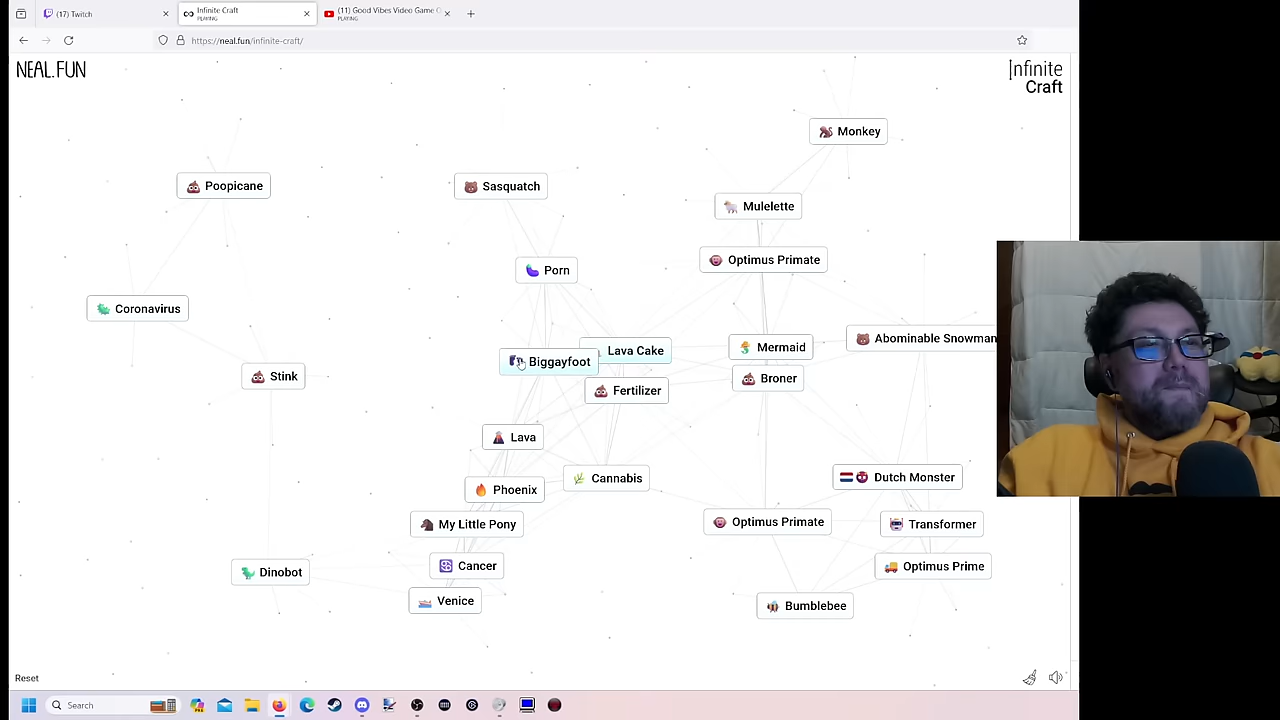 (17) Twitch
Infinite Craft
PLAYING
(11) Good Vibes Video Game
PLAYING
https://neal.fun/infinite-craft/
NEAL.FUN
Infinite
Craft
Monkey
Poopicane
Sasquatch
Mulelette
Optimus Primate
Porn
Coronavirus
Abominable Snowman
Mermaid
Lava Cake
Biggayfoot
Stink
Broner
Fertilizer
Lava
Cannabis
Dutch Monster
Phoenix
My Little Pony
Optimus Primate
Transformer
Cancer
Optimus Prime
Dinobot
Venice
Bumblebee
Reset
Search